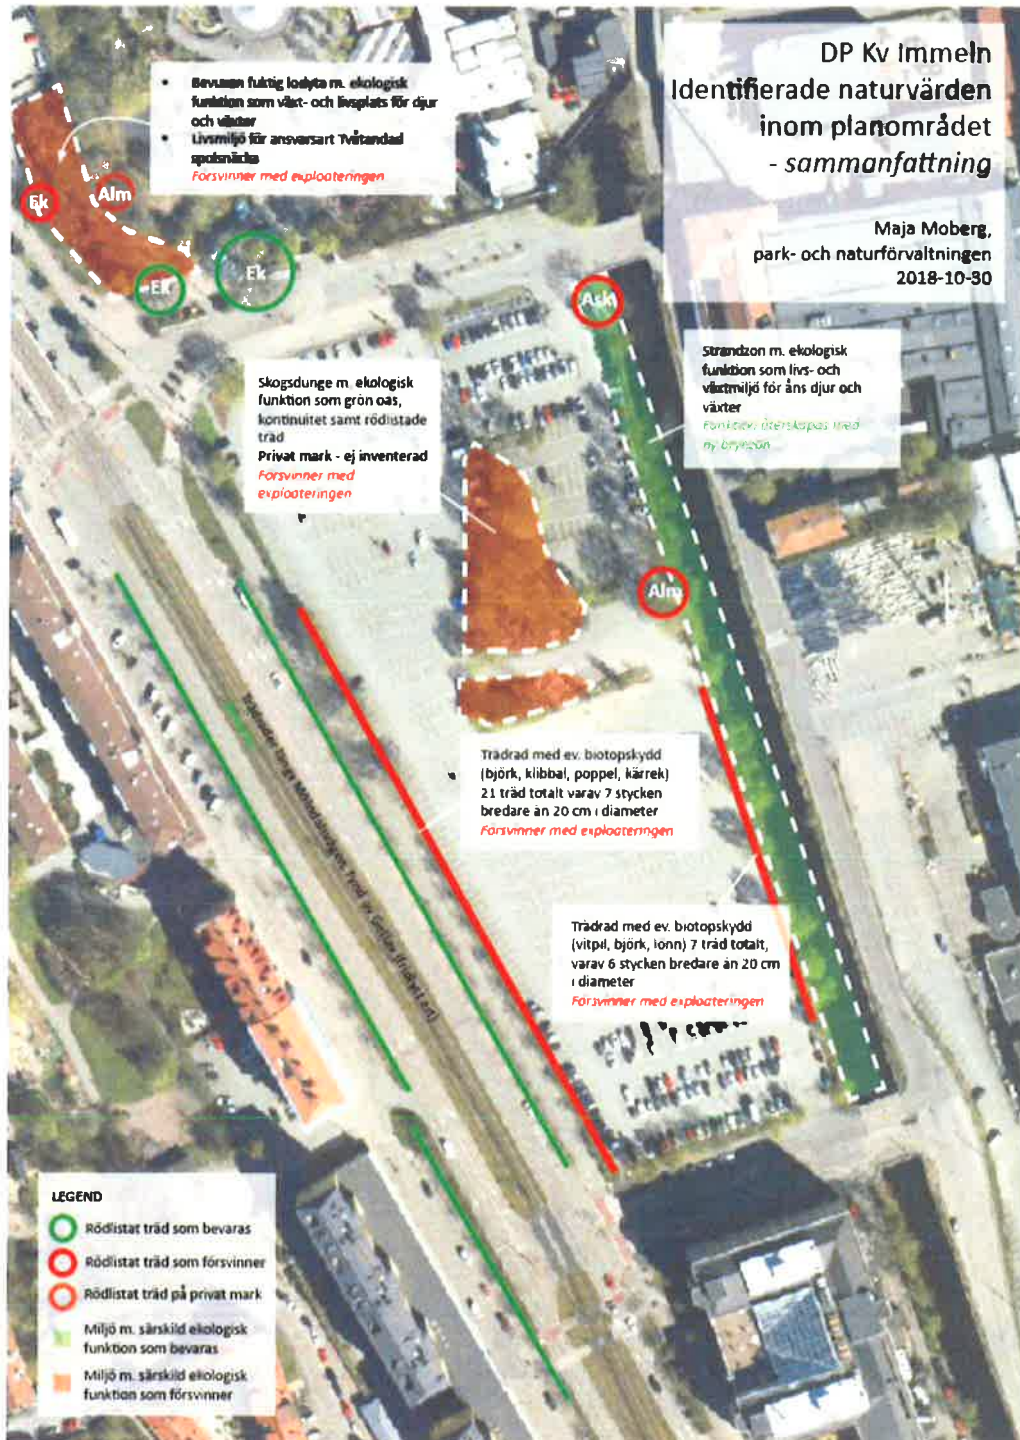 DP Kv Immeln
Identifierade naturvärden
inom planområdet
- sammanfattning
Maja Moberg,
park- och naturförvaltningen
2018-10-30
• Bevuxen fuktig lodyta m. ekologisk
funktion som växt- och livsplats för djur
och växter
• Livsmiljö för ansvarsart Tvåtandad
spolsnäcka
Försvinner med exploateringen
Ek
Alm
Ek
Ek
Ask
Strandzon m. ekologisk
funktion som livs- och
växtmiljö för åns djur och
växter
Funktion återskapas med
ny brynzon
Skogsdunge m. ekologisk
funktion som grön oas,
kontinuitet samt rödlistade
träd
Privat mark - ej inventerad
Försvinner med
exploateringen
Alm
Trädrad med ev. biotopskydd
(björk, klibbal, poppel, kärrek)
21 träd totalt varav 7 stycken
bredare än 20 cm i diameter
Försvinner med exploateringen
Trädrad med ev. biotopskydd
(vitpil, björk, lönn) 7 träd totalt,
varav 6 stycken bredare än 20 cm
i diameter
Försvinner med exploateringen
LEGEND
Rödlistat träd som bevaras
Rödlistat träd som försvinner
Rödlistat träd på privat mark
Miljö m. särskild ekologisk
funktion som bevaras
Miljö m. särskild ekologisk
funktion som försvinner